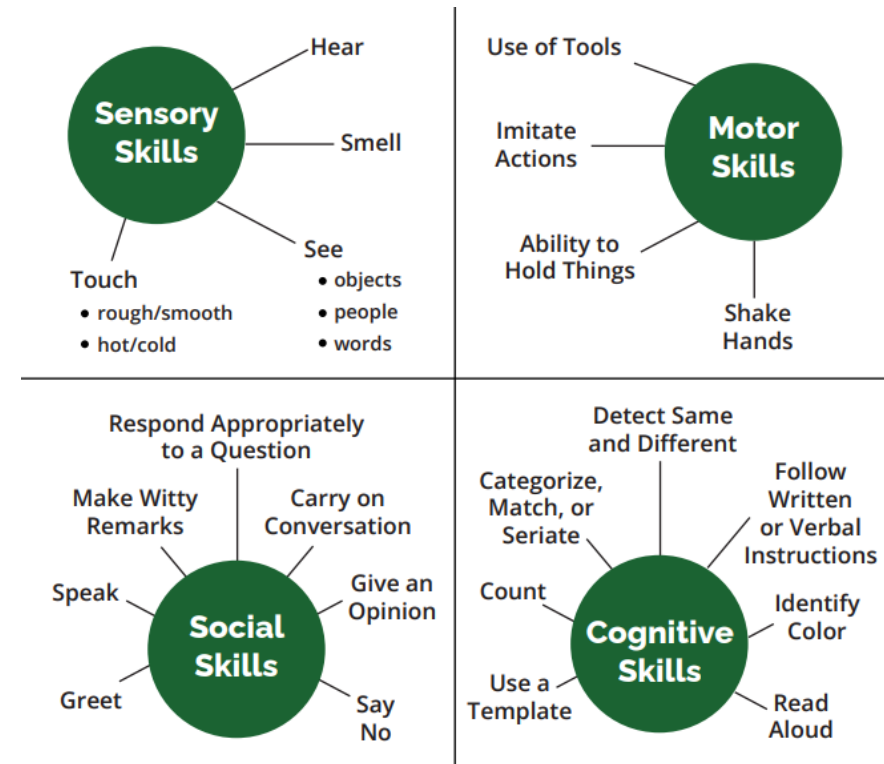 Sensory
Skills
Hear
Smell
See
• objects
• people
• words
Touch
• rough/smooth
• hot/cold
Motor
Skills
Use of Tools
Imitate
Actions
Ability to
Hold Things
Shake
Hands
Social
Skills
Respond Appropriately
to a Question
Make Witty
Remarks
Carry on
Conversation
Speak
Give an
Opinion
Greet
Say
No
Cognitive
Skills
Detect Same
and Different
Categorize,
Match, or
Seriate
Follow
Written
or Verbal
Instructions
Count
Identify
Color
Use a
Template
Read
Aloud